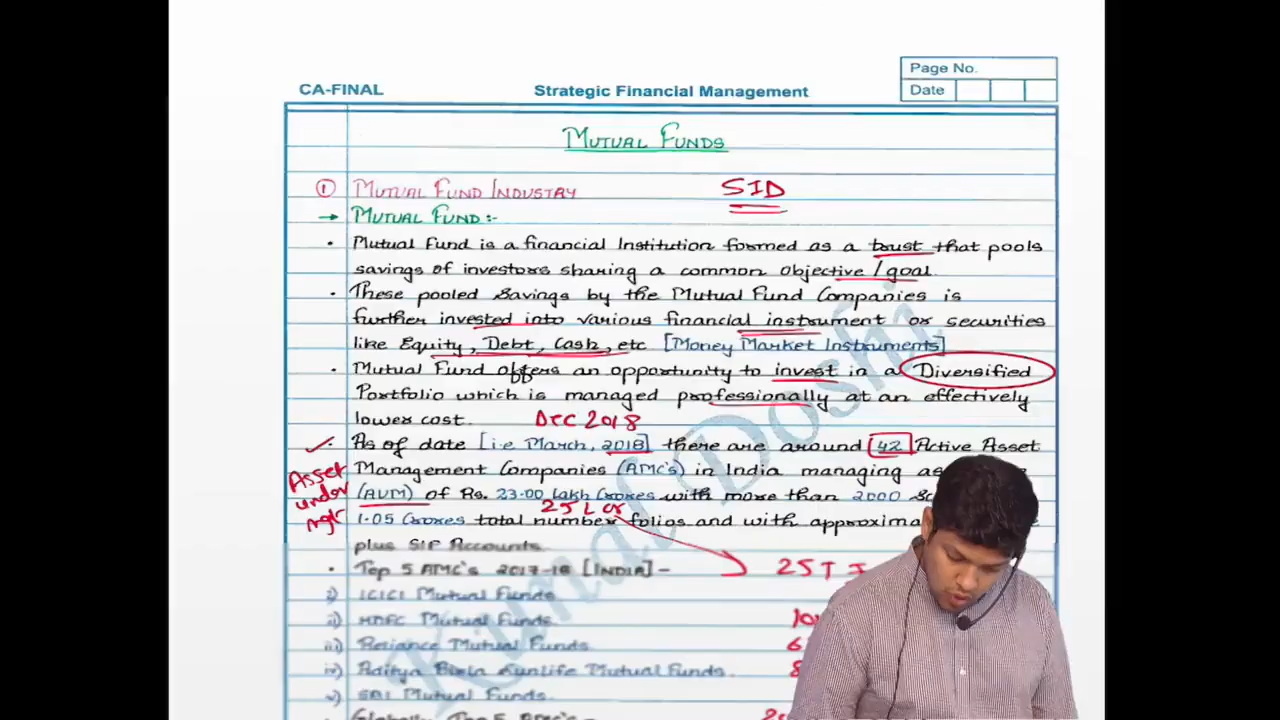 Page No.
CA-FINAL Strategic Financial Management Date
MUTUAL FUNDS
① MUTUAL FUND INDUSTRY SID
→ MUTUAL FUND:-
• Mutual Fund is a financial Institution formed as a trust that pools
savings of investors sharing a common objective / goal.
• These pooled savings by the Mutual Fund Companies is
further invested into various financial instrument or securities
like Equity, Debt, Cash, etc [Money Market Instruments]
• Mutual Fund offers an opportunity to invest in a Diversified
Portfolio which is managed professionally at an effectively
lower cost. DEC 2018
• As of date [i.e March, 2018] there are around 42 Active Asset
Management Companies (AMC's) in India managing
Asset under mgt
(AUM) of Rs. 23.00 Lakh Crores with more than 2000
25 L cr
1.05 Crores total number folios and with
plus SIP Accounts.
• Top 5 AMC's 2017-18 [INDIA] - 25T
i) ICICI Mutual Funds.
ii) HDFC Mutual Funds.
iii) Reliance Mutual Funds.
iv) Aditya Birla Sunlife Mutual Funds.
v) SBI Mutual Funds.
• Globally Top 5 AMC's -
Kunal Doshi